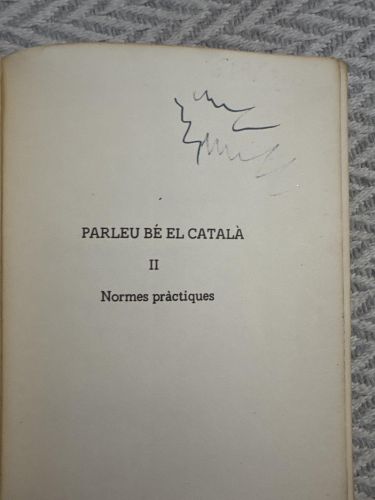 PARLEU BÉ EL CATALÀ
II
Normes pràctiques